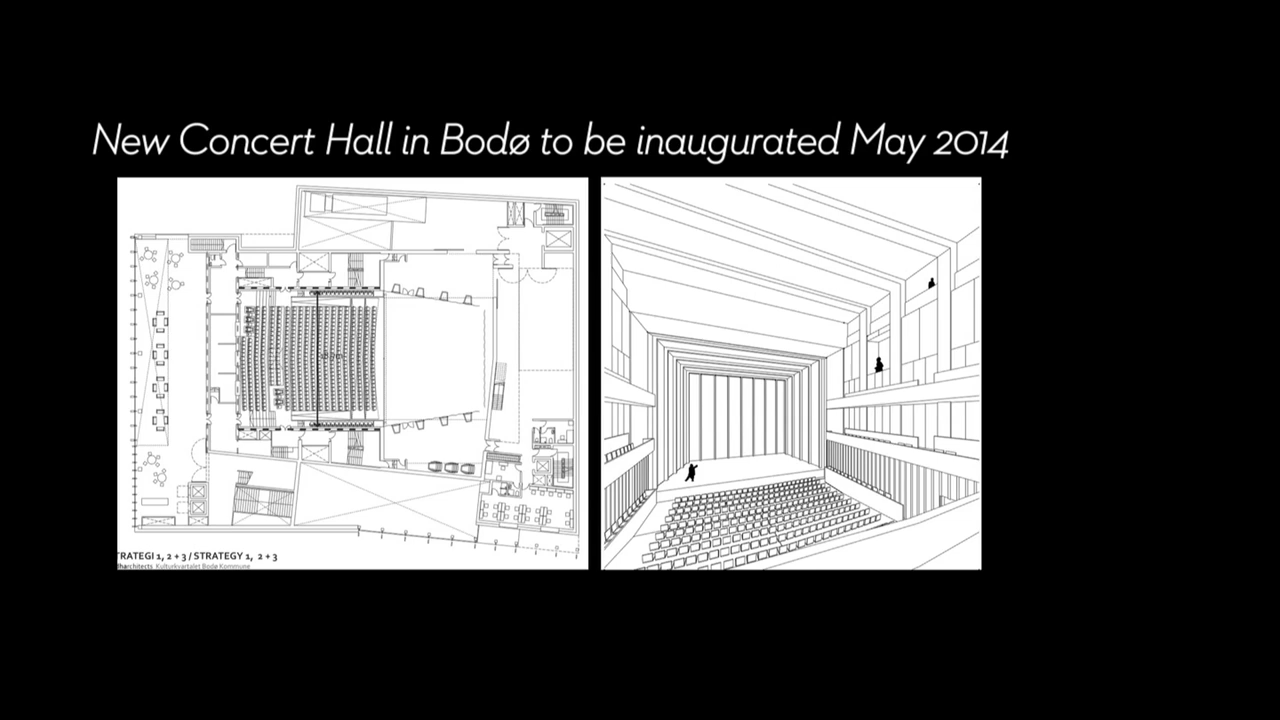 New Concert Hall in Bodø to be inaugurated May 2014
TRATEGI 1, 2 + 3 / STRATEGY 1, 2 + 3
lharchitects Kulturkvartalet Bodø Kommune